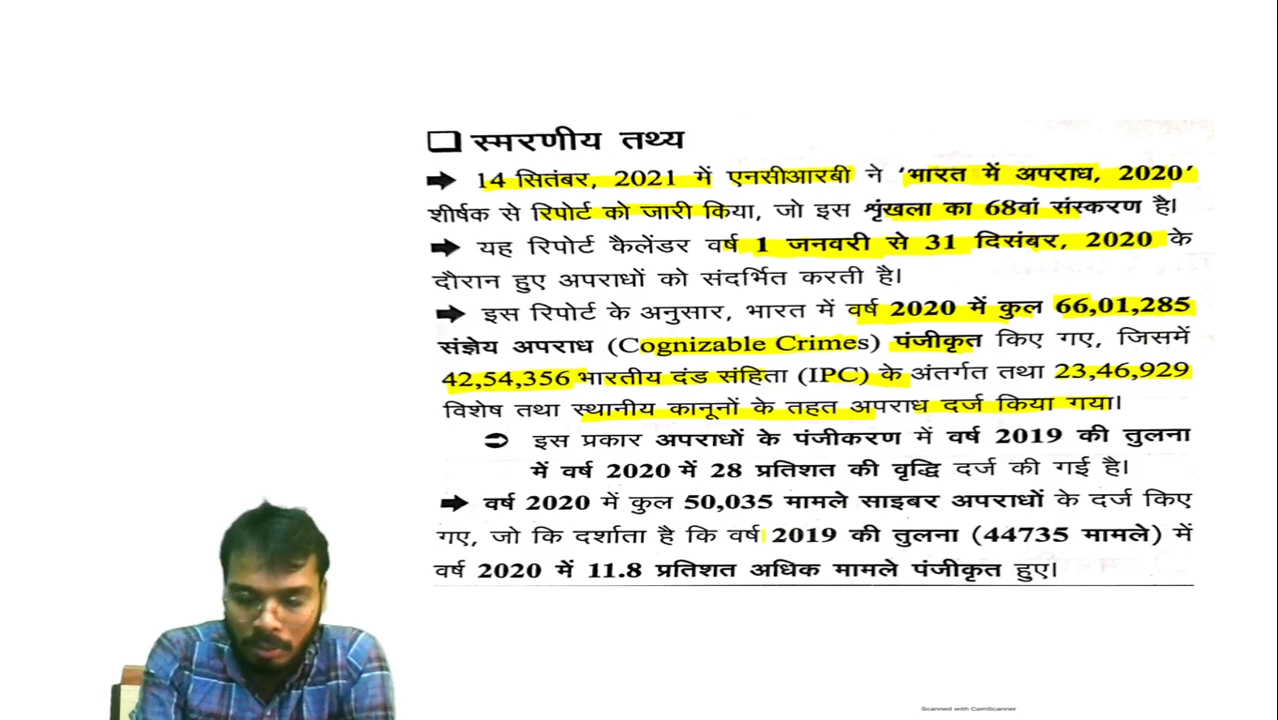 ❑ स्मरणीय तथ्य
➡ 14 सितंबर, 2021 में एनसीआरबी ने ‘भारत में अपराध, 2020’
शीर्षक से रिपोर्ट को जारी किया, जो इस शृंखला का 68वां संस्करण है।
➡ यह रिपोर्ट कैलेंडर वर्ष 1 जनवरी से 31 दिसंबर, 2020 के
दौरान हुए अपराधों को संदर्भित करती है।
➡ इस रिपोर्ट के अनुसार, भारत में वर्ष 2020 में कुल 66,01,285
संज्ञेय अपराध (Cognizable Crimes) पंजीकृत किए गए, जिसमें
42,54,356 भारतीय दंड संहिता (IPC) के अंतर्गत तथा 23,46,929
विशेष तथा स्थानीय कानूनों के तहत अपराध दर्ज किया गया।
➲ इस प्रकार अपराधों के पंजीकरण में वर्ष 2019 की तुलना
में वर्ष 2020 में 28 प्रतिशत की वृद्धि दर्ज की गई है।
➡ वर्ष 2020 में कुल 50,035 मामले साइबर अपराधों के दर्ज किए
गए, जो कि दर्शाता है कि वर्ष 2019 की तुलना (44735 मामले) में
वर्ष 2020 में 11.8 प्रतिशत अधिक मामले पंजीकृत हुए।
Scanned with CamScanner